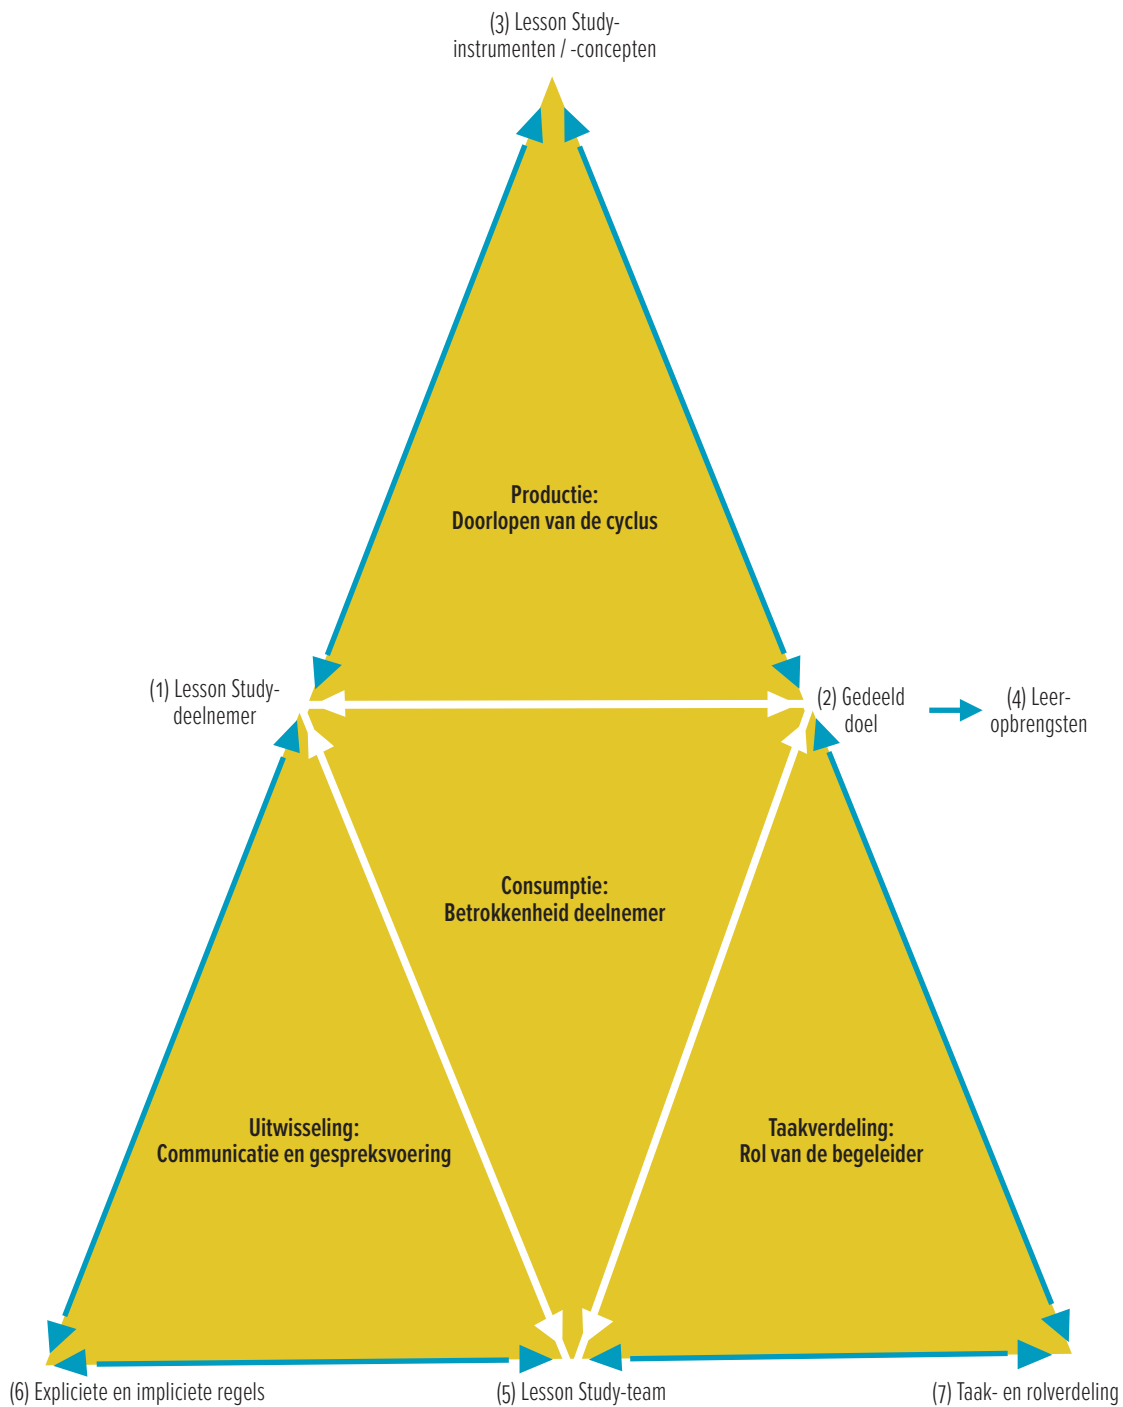 (3) Lesson Study-
instrumenten / -concepten
Productie:
Doorlopen van de cyclus
(1) Lesson Study-
deelnemer
(2) Gedeeld
doel
(4) Leer-
opbrengsten
Consumptie:
Betrokkenheid deelnemer
Uitwisseling:
Communicatie en gespreksvoering
Taakverdeling:
Rol van de begeleider
(6) Expliciete en impliciete regels
(5) Lesson Study-team
(7) Taak- en rolverdeling